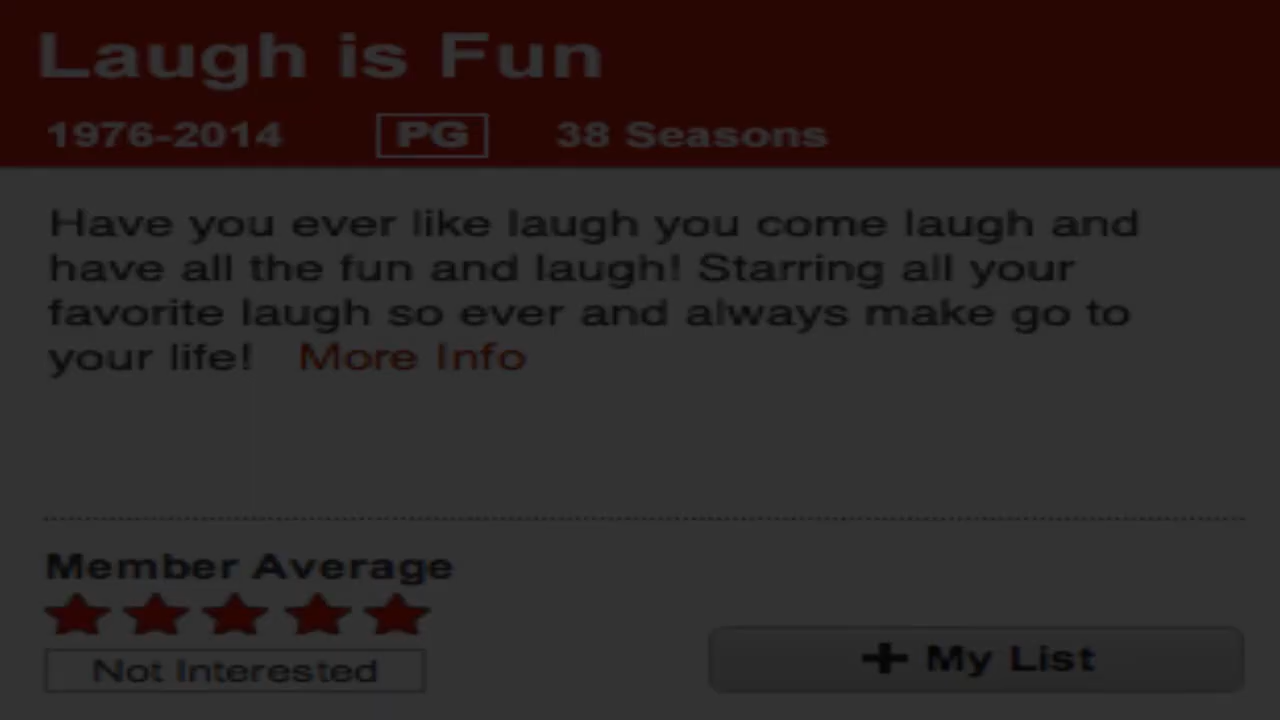 Laugh is Fun
1976-2014 PG 38 Seasons
Have you ever like laugh you come laugh and
have all the fun and laugh! Starring all your
favorite laugh so ever and always make go to
your life! More Info
Member Average
Not Interested
+ My List